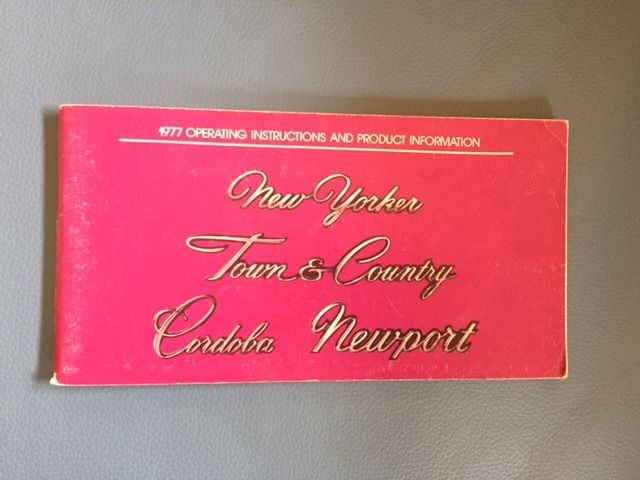 1977 OPERATING INSTRUCTIONS AND PRODUCT INFORMATION
New Yorker
Town & Country
Cordoba Newport